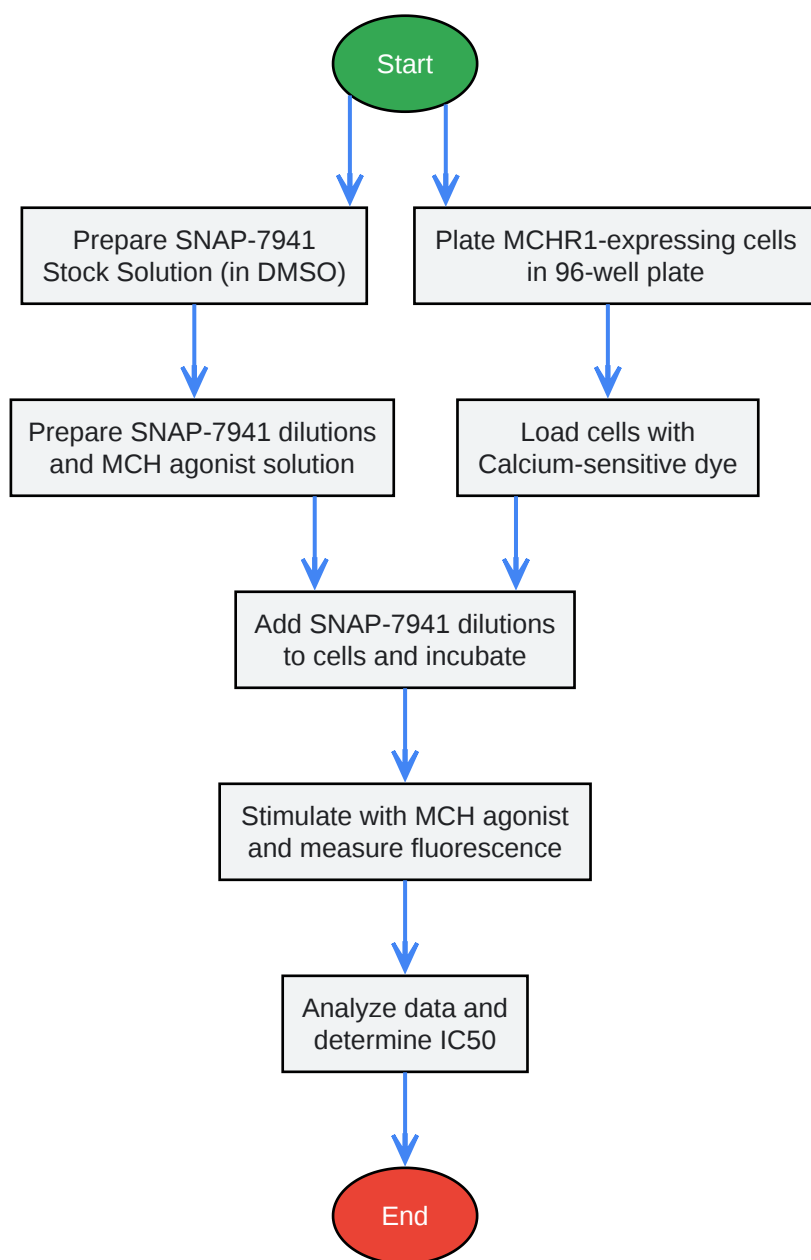 Start
Prepare SNAP-7941
Stock Solution (in DMSO)
Plate MCHR1-expressing cells
in 96-well plate
Prepare SNAP-7941 dilutions
and MCH agonist solution
Load cells with
Calcium-sensitive dye
Add SNAP-7941 dilutions
to cells and incubate
Stimulate with MCH agonist
and measure fluorescence
Analyze data and
determine IC50
End